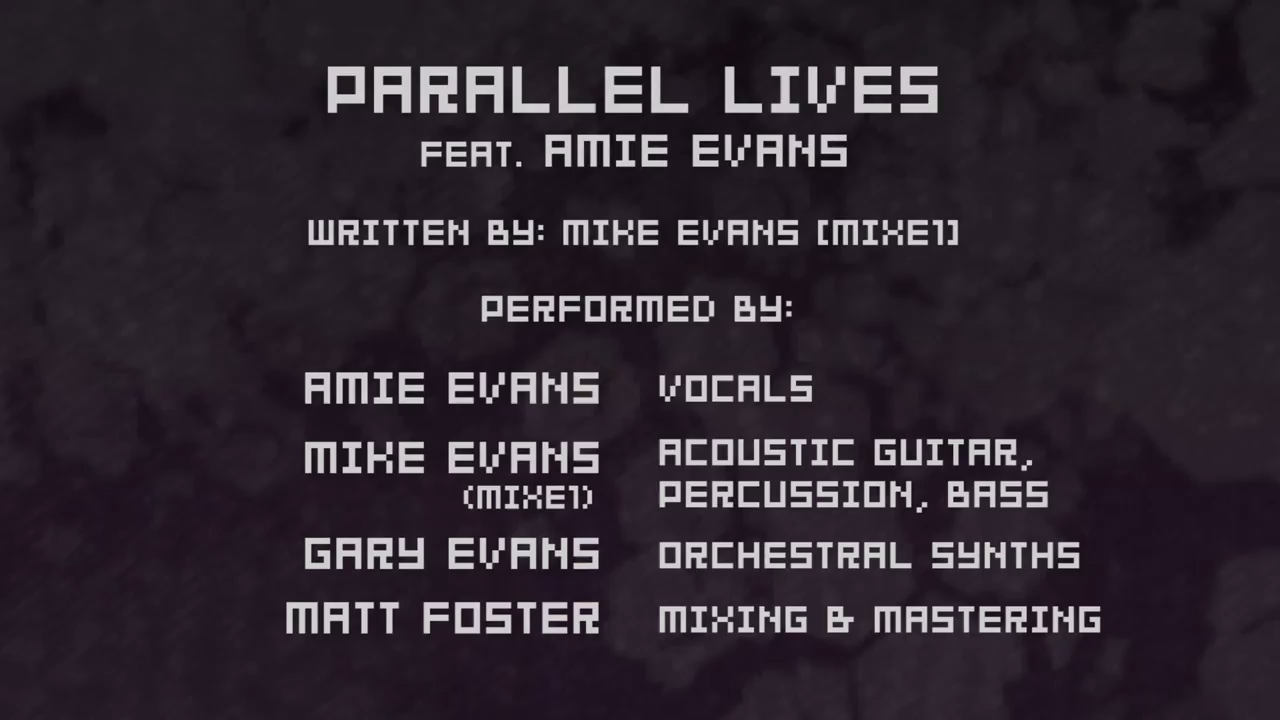 PARALLEL LIVES
FEAT. AMIE EVANS
WRITTEN BY: MIKE EVANS [MIXE1]
PERFORMED BY:
AMIE EVANS VOCALS
MIKE EVANS ACOUSTIC GUITAR,
(MIXE1) PERCUSSION, BASS
GARY EVANS ORCHESTRAL SYNTHS
MATT FOSTER MIXING & MASTERING